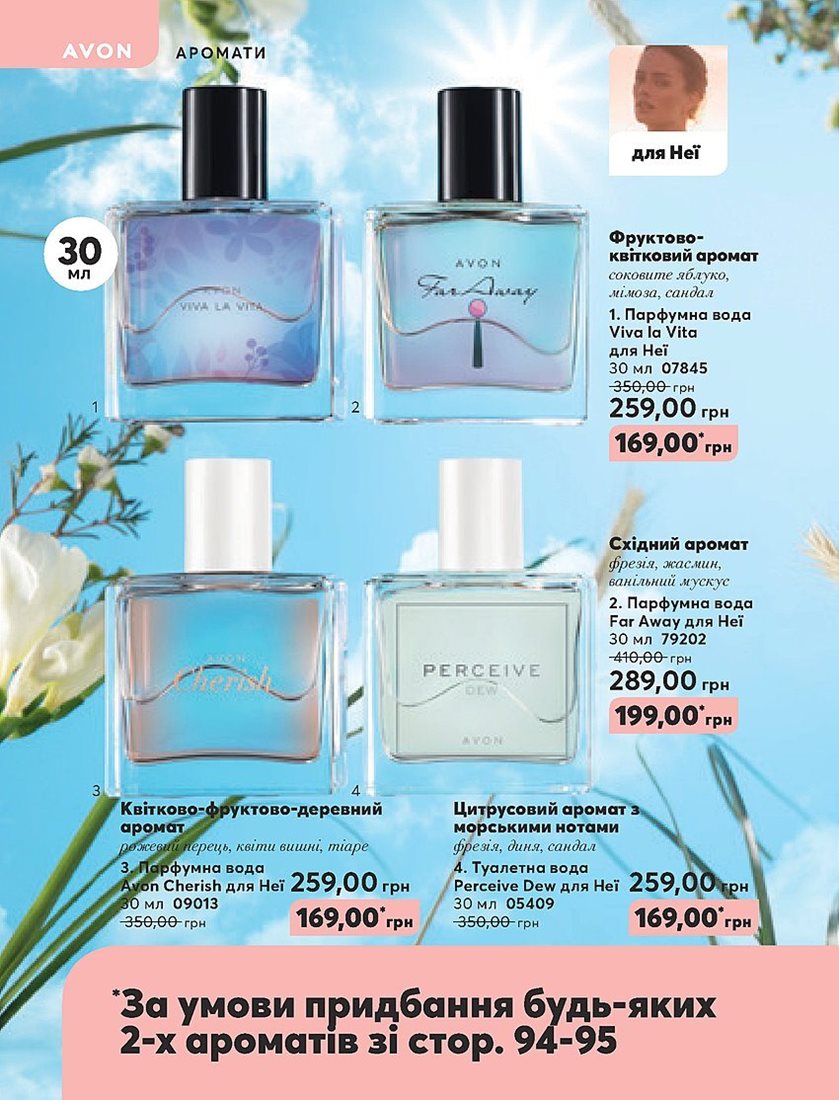 AVON
АРОМАТИ
для Неї
30
мл
AVON
VIVA LA VITA
AVON
Far Away
1
2
Фруктово-
квітковий аромат
соковите яблуко,
мімоза, сандал
1. Парфумна вода
Viva la Vita
для Неї
30 мл 07845
350,00 грн
259,00 грн
169,00*грн
AVON
Cherish
PERCEIVE
DEW
AVON
3
4
Східний аромат
фрезія, жасмин,
ванільний мускус
2. Парфумна вода
Far Away для Неї
30 мл 79202
410,00 грн
289,00 грн
199,00*грн
Квітково-фруктово-деревний
аромат
рожевий перець, квіти вишні, тіаре
3. Парфумна вода
Avon Cherish для Неї 259,00 грн
30 мл 09013
350,00 грн
169,00*грн
Цитрусовий аромат з
морськими нотами
фрезія, диня, сандал
4. Туалетна вода
Perceive Dew для Неї 259,00 грн
30 мл 05409
350,00 грн
169,00*грн
*За умови придбання будь-яких
2-х ароматів зі стор. 94-95